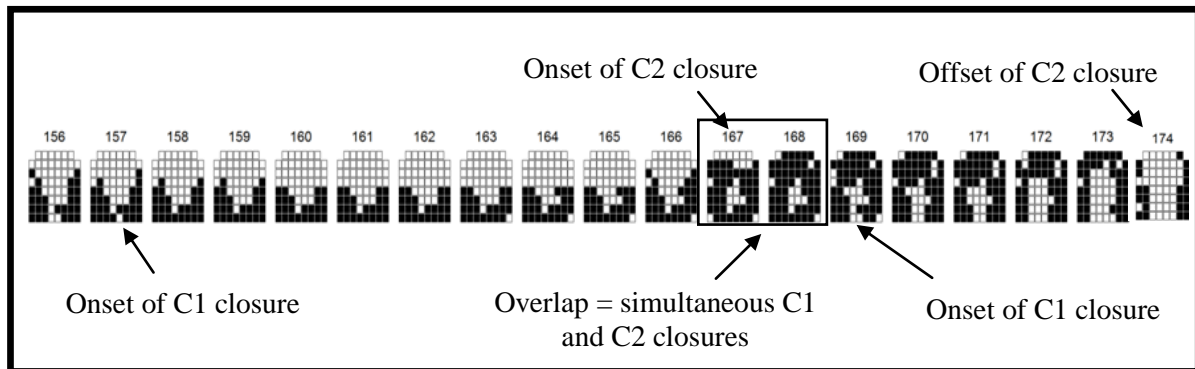 Onset of C2 closure
Offset of C2 closure
156 157 158 159 160 161 162 163 164 165 166 167 168 169 170 171 172 173 174
Onset of C1 closure
Overlap = simultaneous C1
and C2 closures
Onset of C1 closure